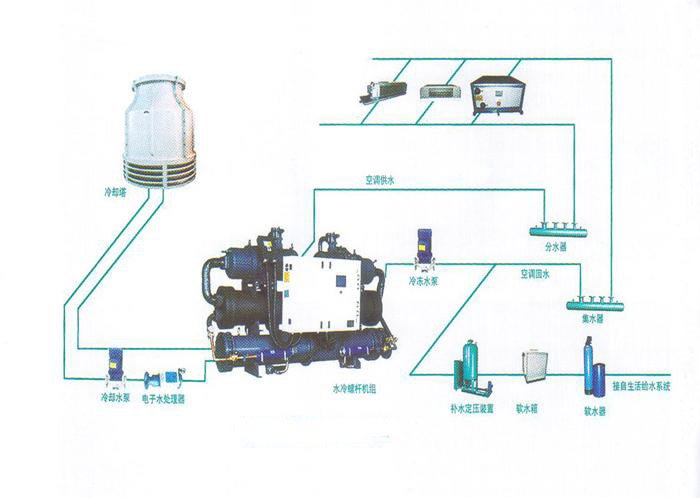 冷却塔
空调供水
分水器
冷冻水泵
空调回水
集水器
水冷螺杆机组
冷却水泵
电子水处理器
补水定压装置
软水箱
软水器
接自生活给水系统